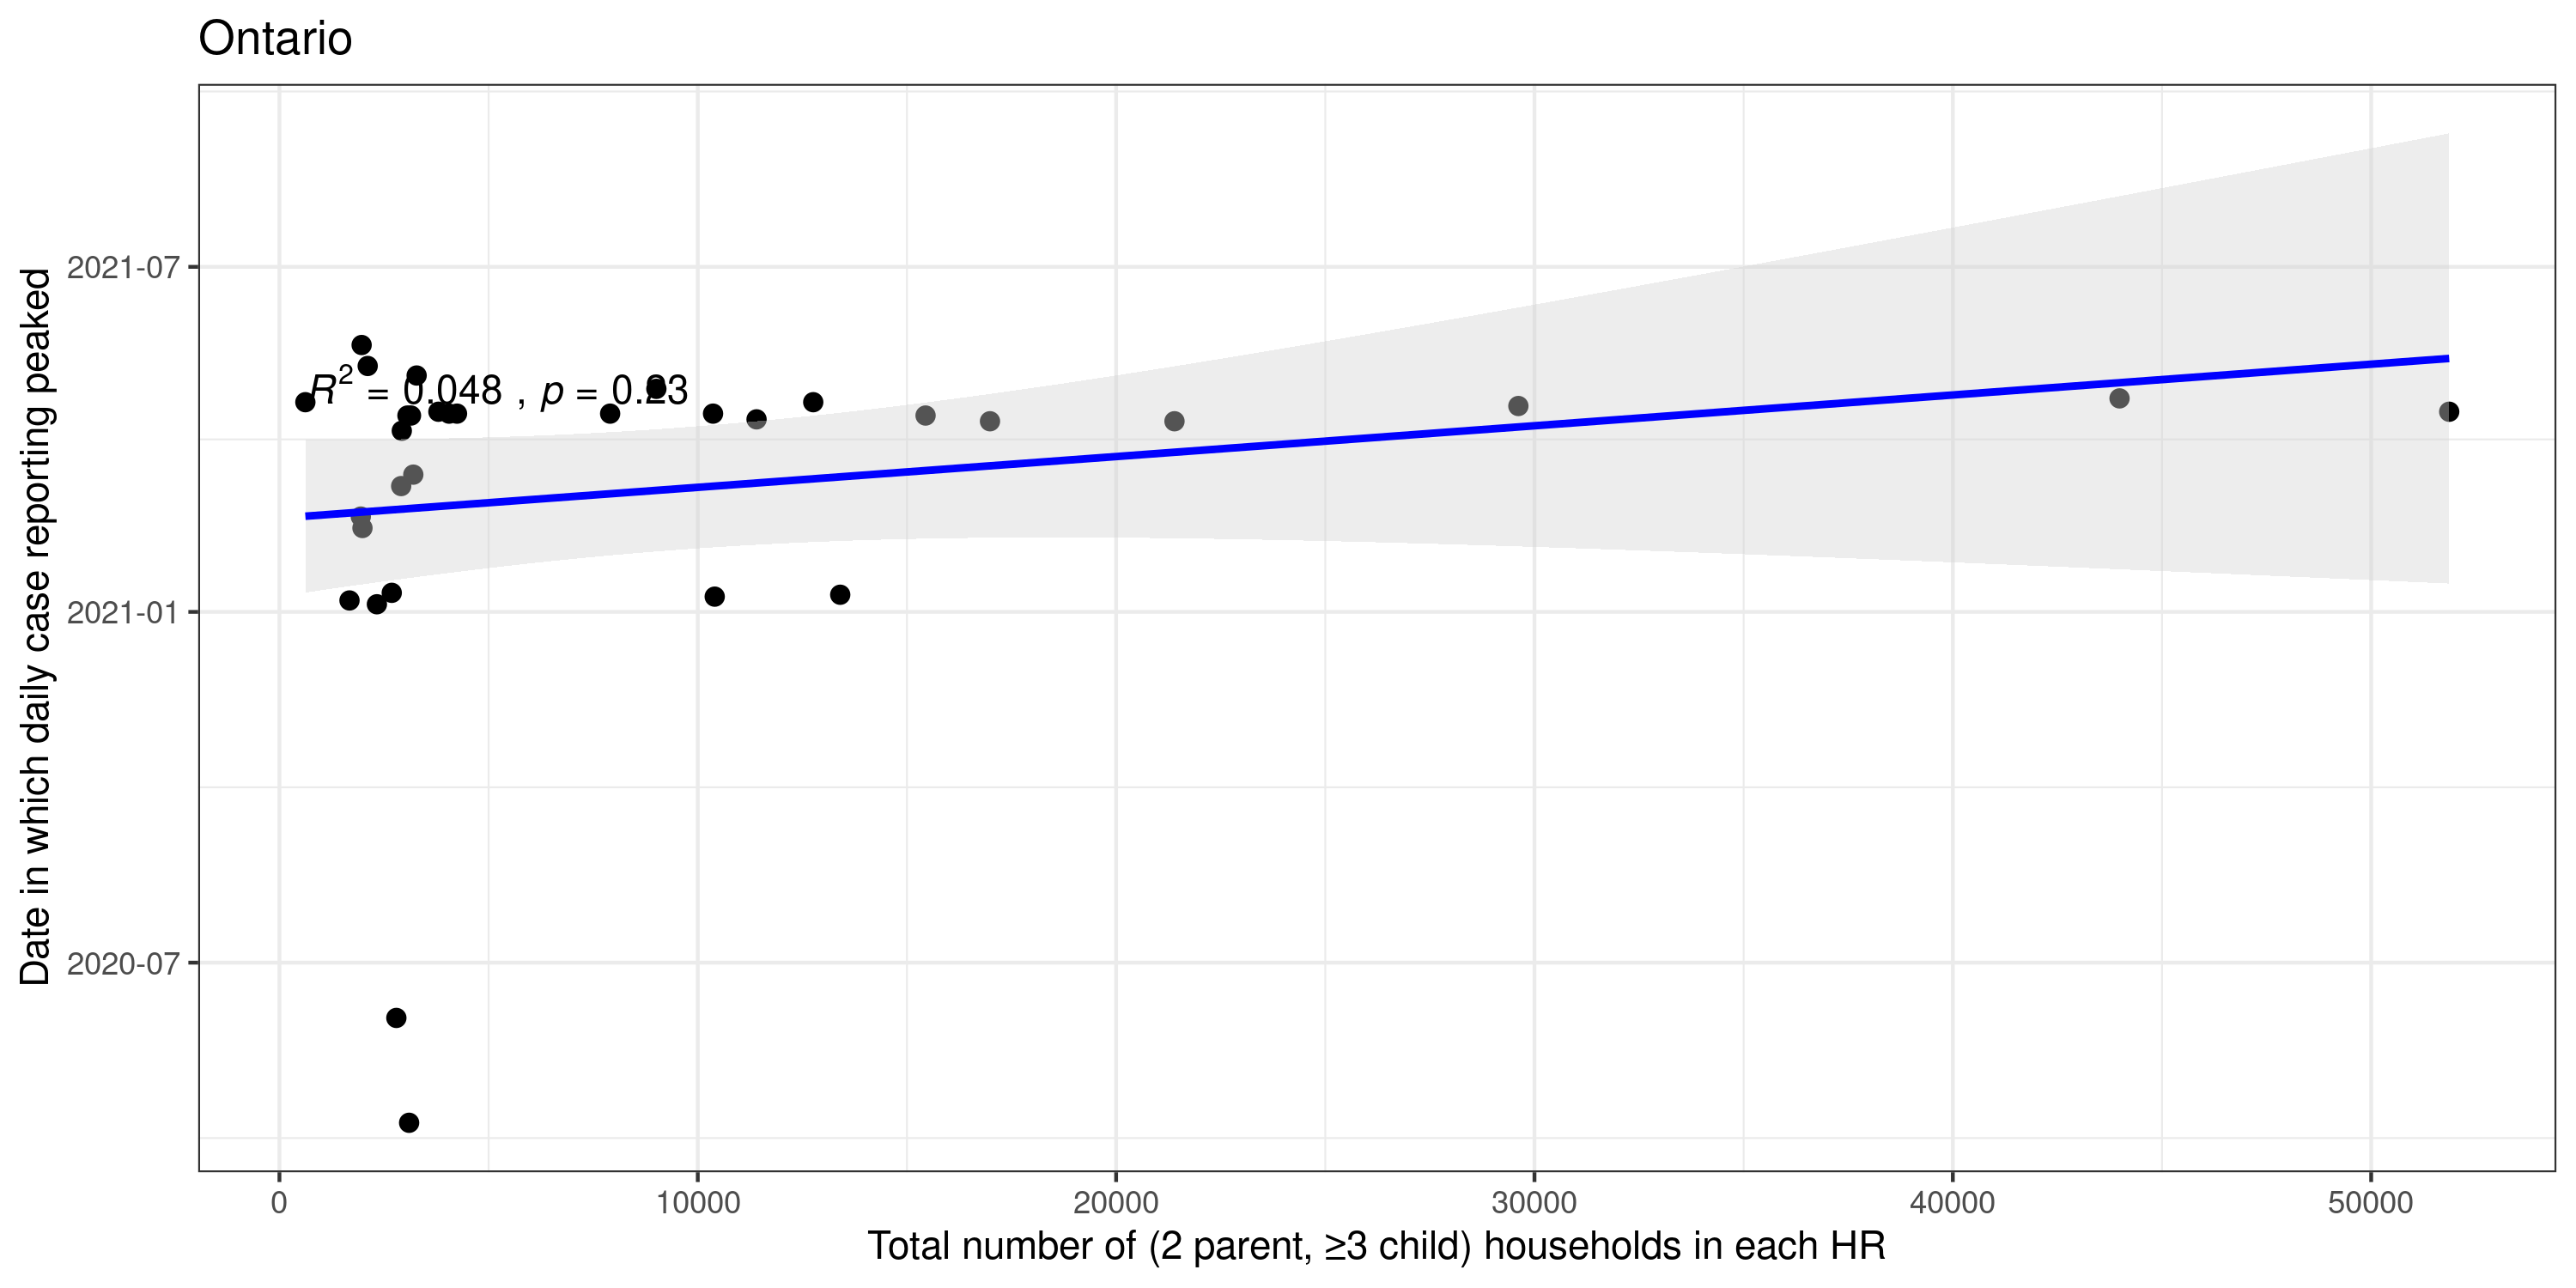 Ontario
Date in which daily case reporting peaked
2021-07
2021-01
2020-07
R² = 0.048 , p = 0.23
0 10000 20000 30000 40000 50000
Total number of (2 parent, ≥3 child) households in each HR